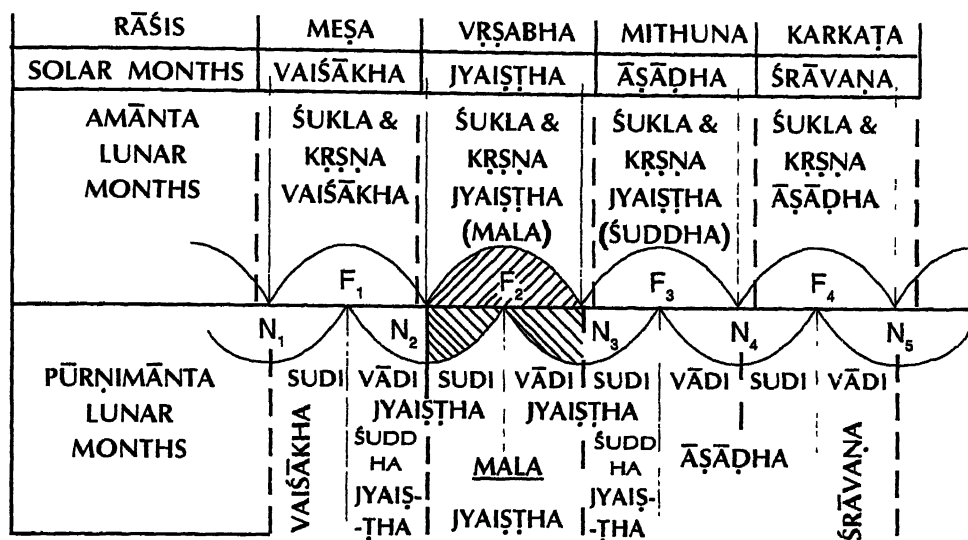 RĀŚIS MEṢA VṚṢABHA MITHUNA KARKAṬA
SOLAR MONTHS VAIŚĀKHA JYAIṢṬHA ĀṢĀḌHA ŚRĀVAṆA
AMĀNTA ŚUKLA & ŚUKLA & ŚUKLA & ŚUKLA &
LUNAR KṚṢṆA KṚṢṆA KṚṢṆA KṚṢṆA
MONTHS VAIŚĀKHA JYAIṢṬHA JYAIṢṬHA ĀṢĀḌHA
(MALA) (ŚUDDHA)
F₁ F₂ F₃ F₄
N₁ N₂ N₃ N₄ N₅
PŪRṆIMĀNTA SUDI VĀDI SUDI VĀDI SUDI VĀDI SUDI VĀDI
LUNAR JYAIṢṬHA JYAIṢṬHA
MONTHS VAIŚĀKHA ŚUDD MALA ŚUDD ĀṢĀḌHA ŚRĀVAṆA
HA HA
JYAIṢ- JYAIṢṬHA JYAIṢ-
-ṬHA -ṬHA